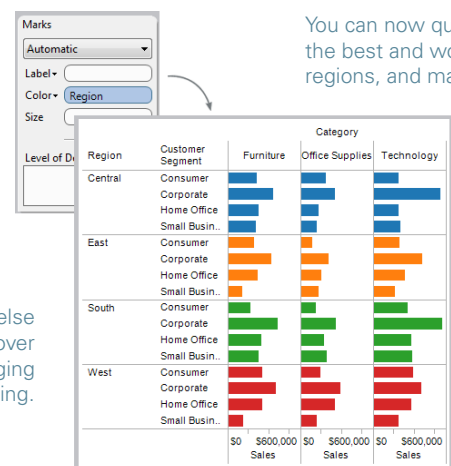 Marks
Automatic
Label
Color Region
Size
Level of D
You can now qu
the best and wo
regions, and ma
else
over
ging
ing.
Category
Region Customer Segment Furniture Office Supplies Technology
Central Consumer
Corporate
Home Office
Small Busin..
East Consumer
Corporate
Home Office
Small Busin..
South Consumer
Corporate
Home Office
Small Busin..
West Consumer
Corporate
Home Office
Small Busin..
$0 $600,000 $0 $600,000 $0 $600,000
Sales Sales Sales